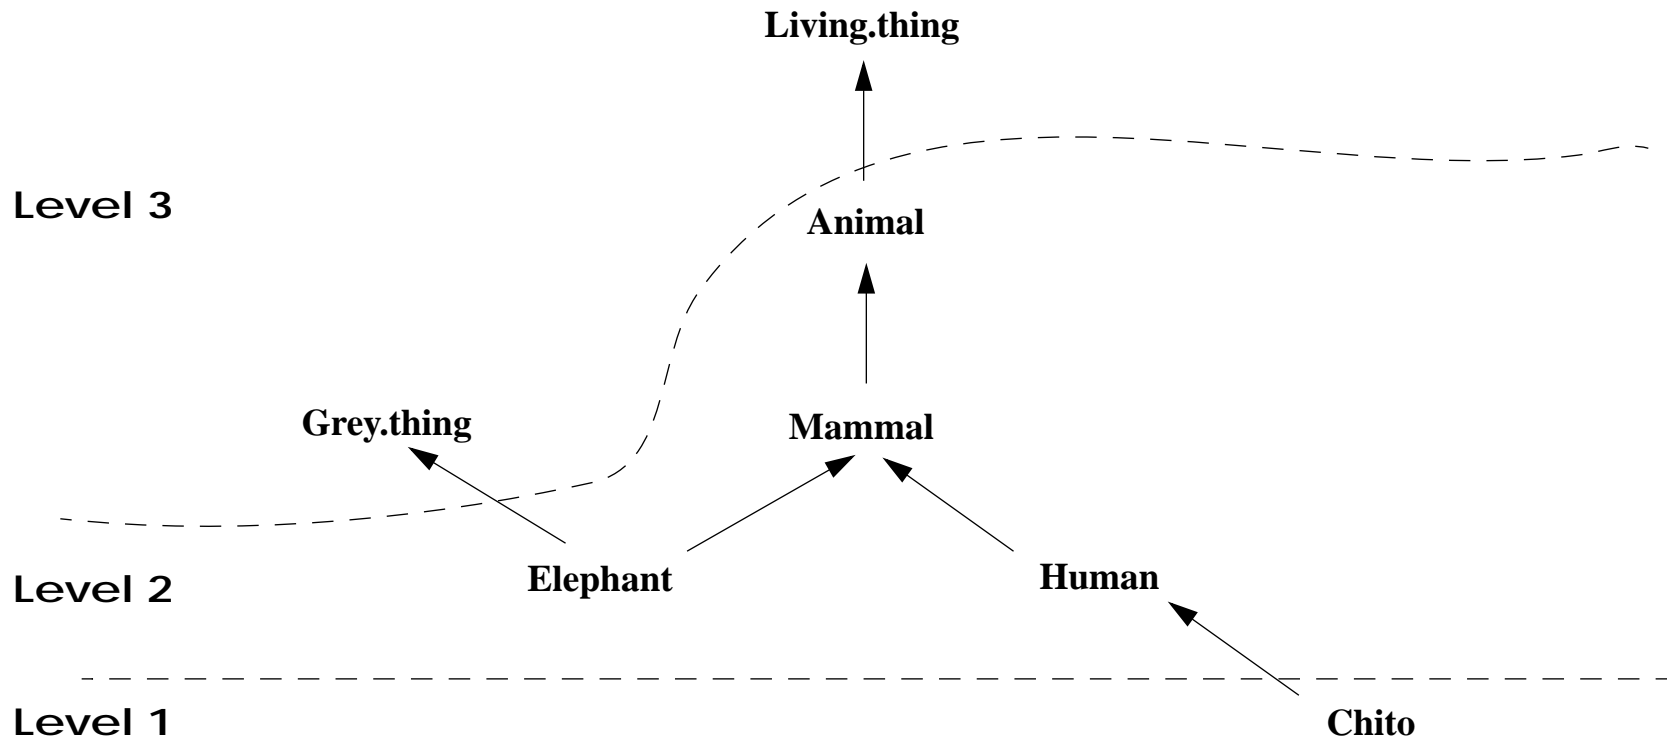 Living.thing
Level 3
Animal
Grey.thing
Mammal
Level 2
Elephant
Human
Level 1
Chito